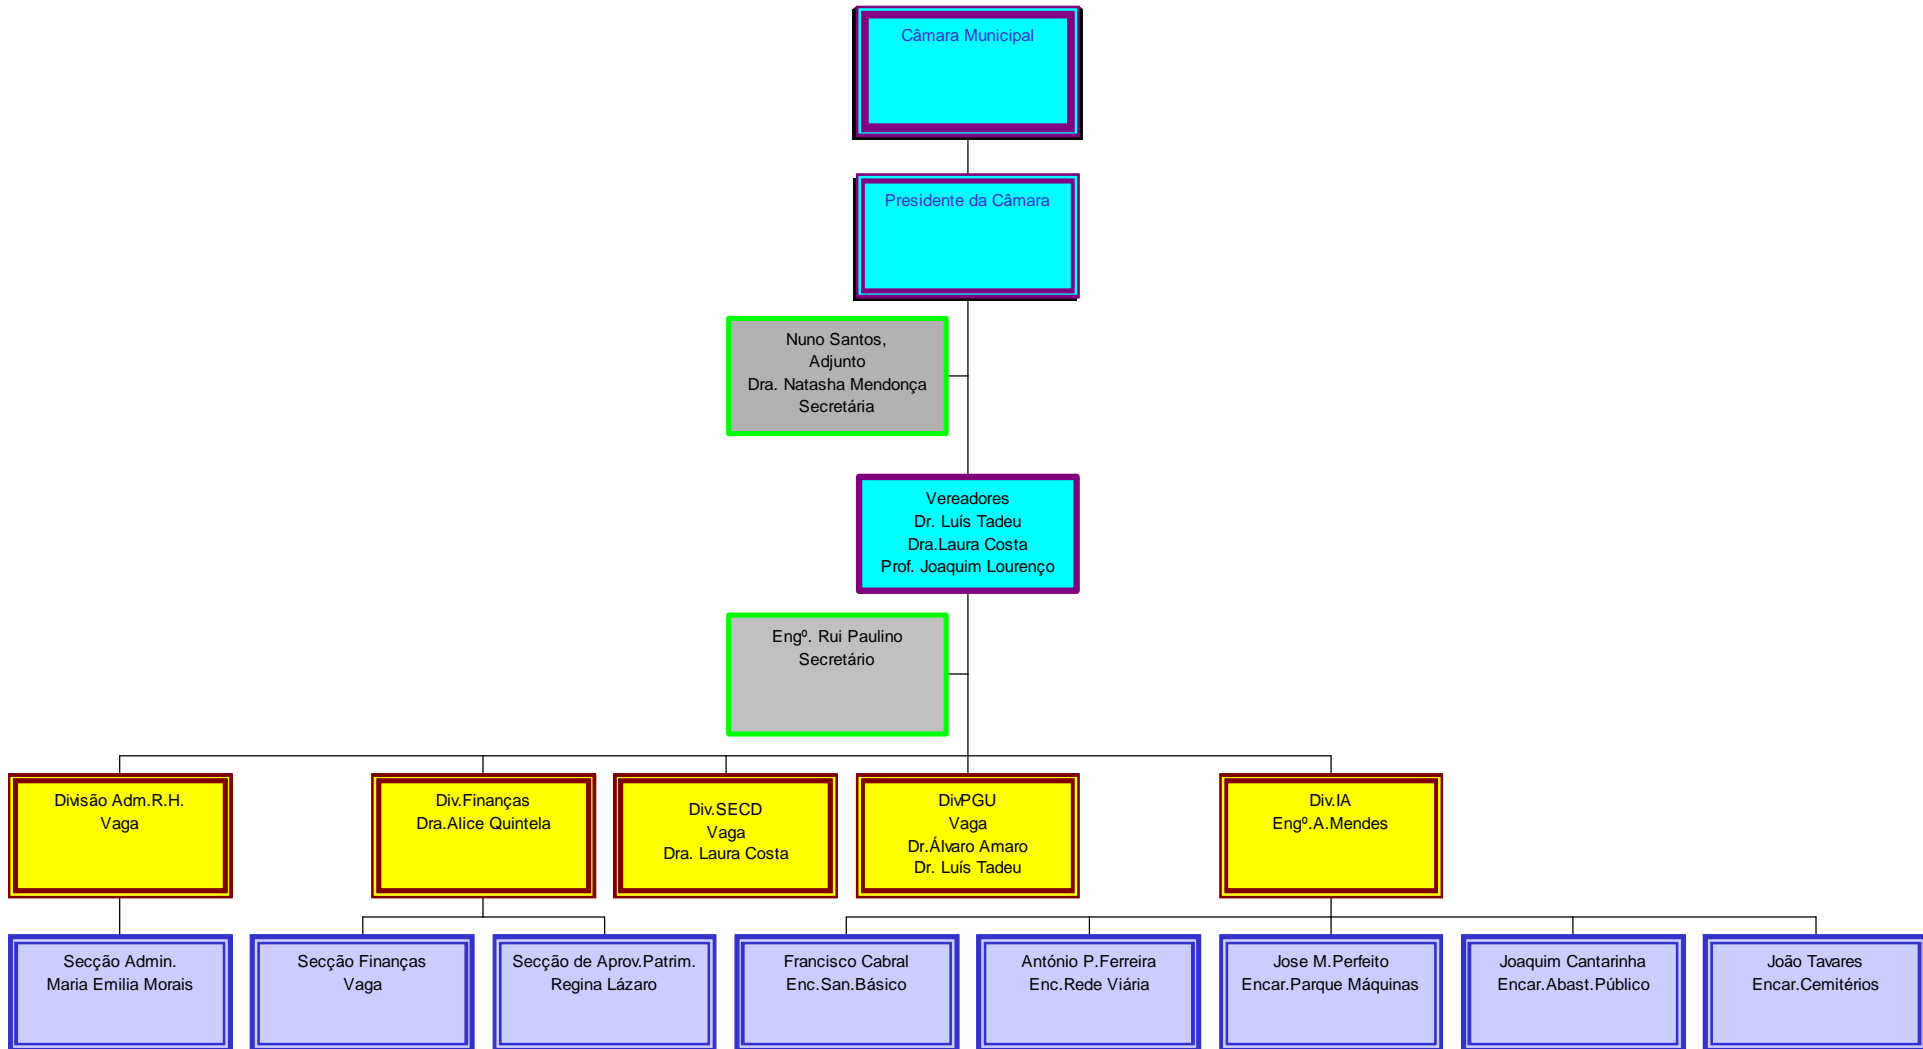 Câmara Municipal
Presidente da Câmara
Nuno Santos,
Adjunto
Dra. Natasha Mendonça
Secretária
Vereadores
Dr. Luís Tadeu
Dra.Laura Costa
Prof. Joaquim Lourenço
Engº. Rui Paulino
Secretário
Divisão Adm.R.H.
Vaga
Div.Finanças
Dra.Alice Quintela
Div.SECD
Vaga
Dra. Laura Costa
DivPGU
Vaga
Dr.Álvaro Amaro
Dr. Luís Tadeu
Div.IA
Engº.A.Mendes
Secção Admin.
Maria Emilia Morais
Secção Finanças
Vaga
Secção de Aprov.Patrim.
Regina Lázaro
Francisco Cabral
Enc.San.Básico
António P.Ferreira
Enc.Rede Viária
Jose M.Perfeito
Encar.Parque Máquinas
Joaquim Cantarinha
Encar.Abast.Público
João Tavares
Encar.Cemitérios